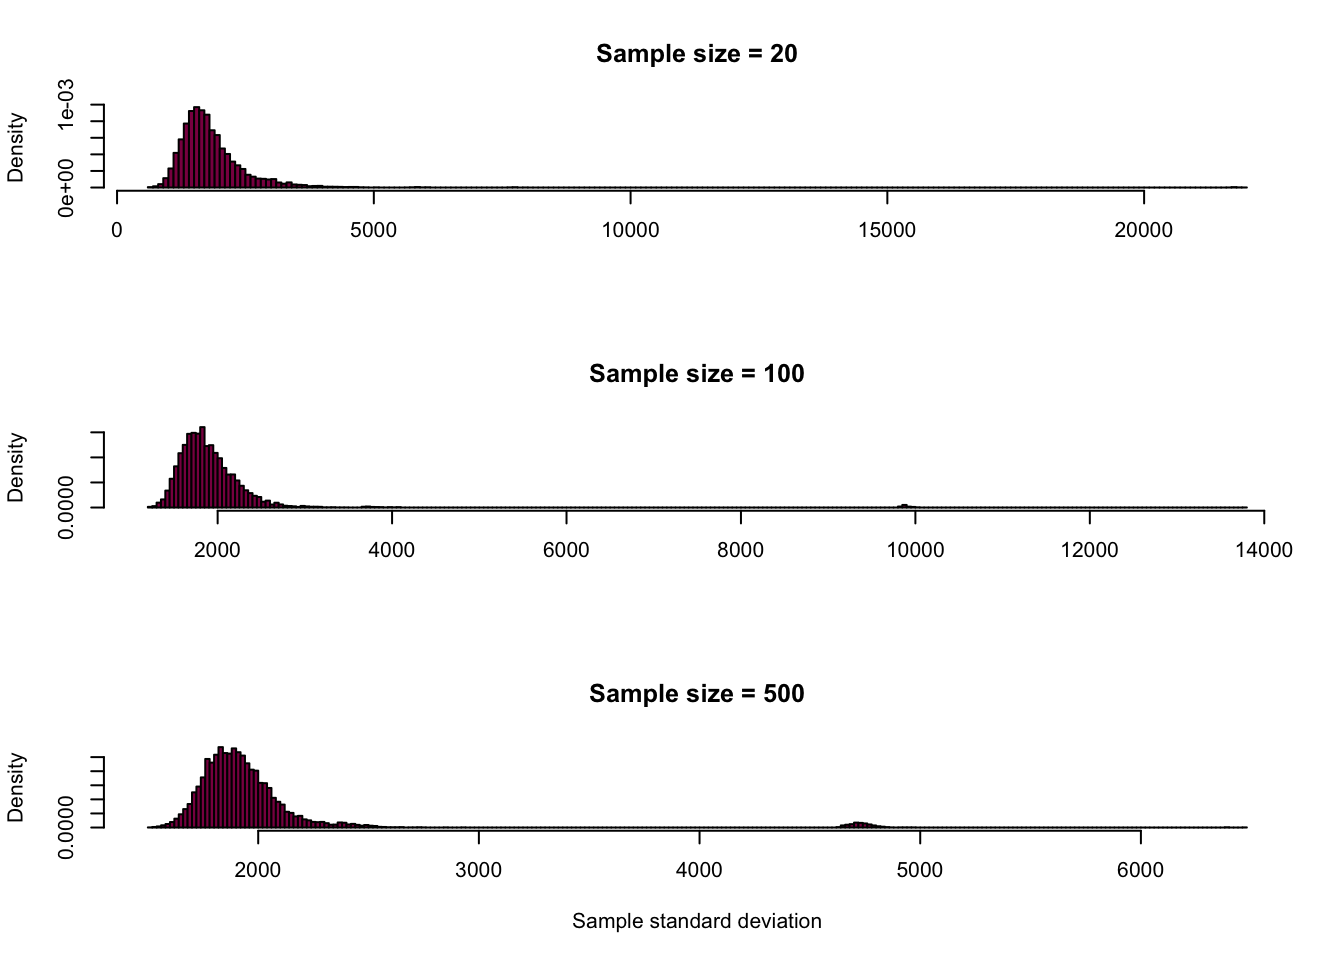 Sample size = 20
Density
1e-03
0e+00
0 5000 10000 15000 20000
Sample size = 100
Density
0.00000
2000 4000 6000 8000 10000 12000 14000
Sample size = 500
Density
0.0000
2000 3000 4000 5000 6000
Sample standard deviation